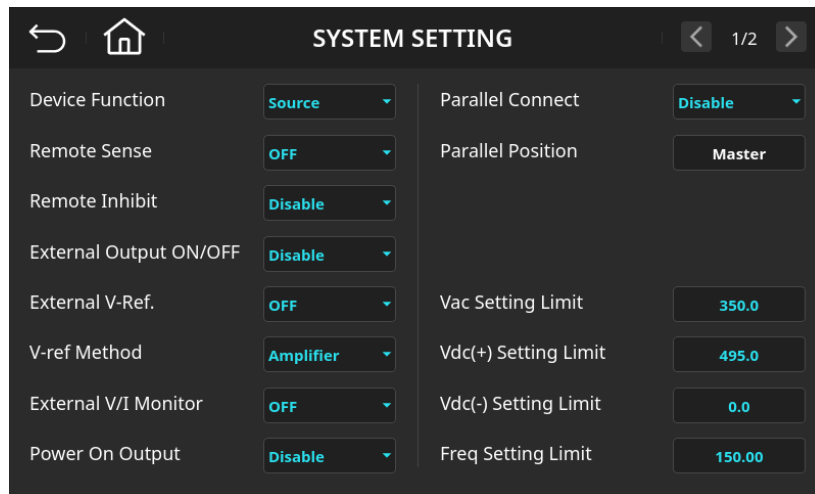 SYSTEM SETTING
1/2
Device Function Source
Remote Sense OFF
Remote Inhibit Disable
External Output ON/OFF Disable
External V-Ref. OFF
V-ref Method Amplifier
External V/I Monitor OFF
Power On Output Disable
Parallel Connect Disable
Parallel Position Master
Vac Setting Limit 350.0
Vdc(+) Setting Limit 495.0
Vdc(-) Setting Limit 0.0
Freq Setting Limit 150.00